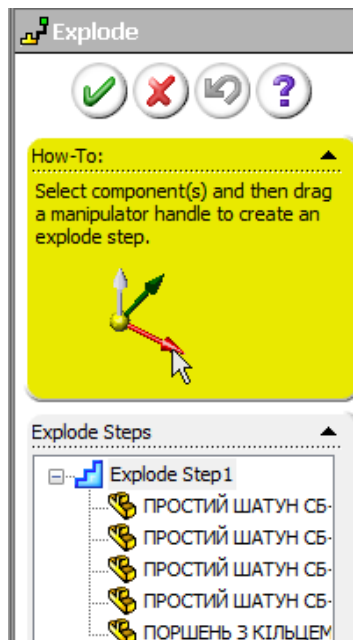 Explode
?
How-To:
Select component(s) and then drag
a manipulator handle to create an
explode step.
Explode Steps
Explode Step1
ПРОСТИЙ ШАТУН СБ-
ПРОСТИЙ ШАТУН СБ-
ПРОСТИЙ ШАТУН СБ-
ПРОСТИЙ ШАТУН СБ-
ПОРШЕНЬ З КІЛЬЦЕМ